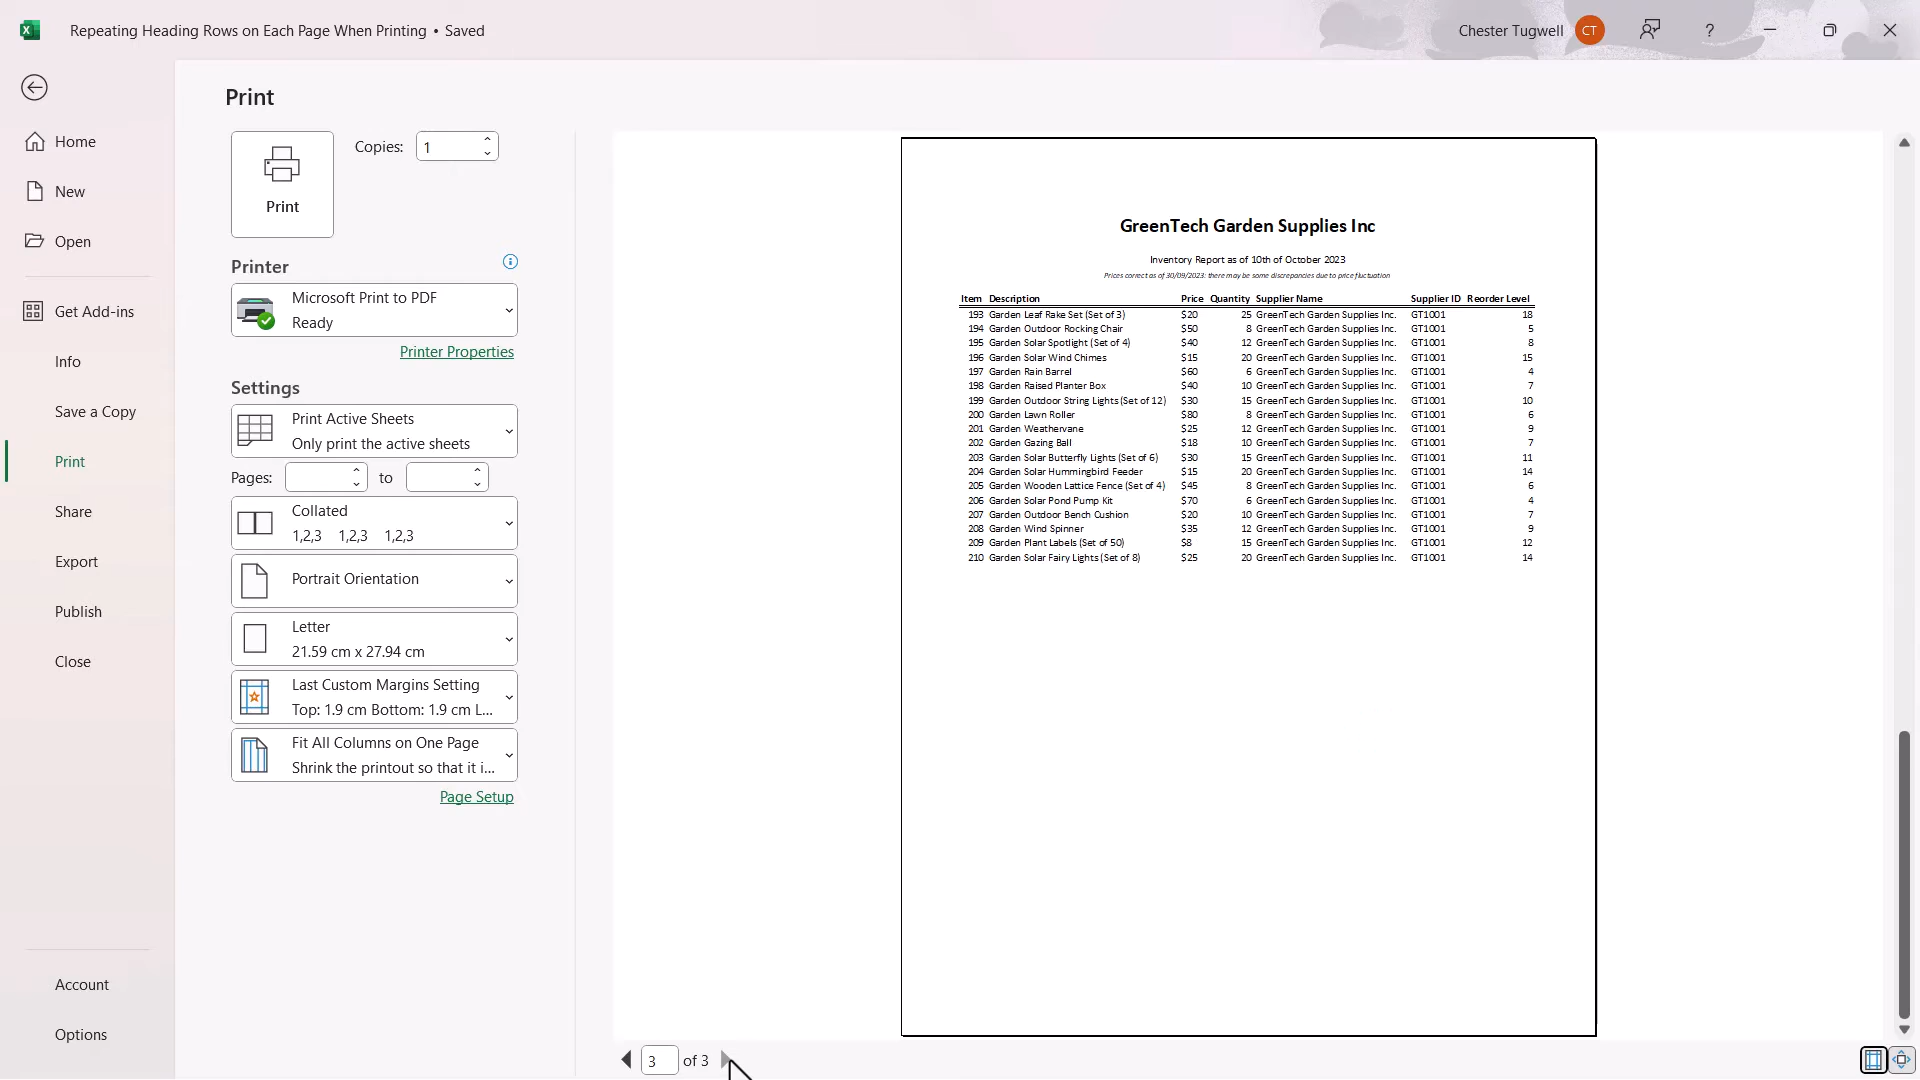 Repeating Heading Rows on Each Page When Printing • Saved
Chester Tugwell CT ?
Home
New
Open
Get Add-ins
Info
Save a Copy
Print
Share
Export
Publish
Close
Account
Options
Print
Print
Copies: 1
Printer
Microsoft Print to PDF
Ready
Printer Properties
Settings
Print Active Sheets
Only print the active sheets
Pages: to
Collated
1,2,3 1,2,3 1,2,3
Portrait Orientation
Letter
21.59 cm x 27.94 cm
Last Custom Margins Setting
Top: 1.9 cm Bottom: 1.9 cm L...
Fit All Columns on One Page
Shrink the printout so that it i...
Page Setup
GreenTech Garden Supplies Inc
Inventory Report as of 10th of October 2023
Prices correct as of 30/09/2023: there may be some discrepancies due to price fluctuation
Item Description Price Quantity Supplier Name Supplier ID Reorder Level
193 Garden Leaf Rake Set (Set of 3) $20 25 GreenTech Garden Supplies Inc. GT1001 18
194 Garden Outdoor Rocking Chair $50 8 GreenTech Garden Supplies Inc. GT1001 5
195 Garden Solar Spotlight (Set of 4) $40 12 GreenTech Garden Supplies Inc. GT1001 8
196 Garden Solar Wind Chimes $15 20 GreenTech Garden Supplies Inc. GT1001 15
197 Garden Rain Barrel $60 6 GreenTech Garden Supplies Inc. GT1001 4
198 Garden Raised Planter Box $40 10 GreenTech Garden Supplies Inc. GT1001 7
199 Garden Outdoor String Lights (Set of 12) $30 15 GreenTech Garden Supplies Inc. GT1001 10
200 Garden Lawn Roller $80 8 GreenTech Garden Supplies Inc. GT1001 6
201 Garden Weathervane $25 12 GreenTech Garden Supplies Inc. GT1001 9
202 Garden Gazing Ball $18 10 GreenTech Garden Supplies Inc. GT1001 7
203 Garden Solar Butterfly Lights (Set of 6) $30 15 GreenTech Garden Supplies Inc. GT1001 11
204 Garden Solar Hummingbird Feeder $15 20 GreenTech Garden Supplies Inc. GT1001 14
205 Garden Wooden Lattice Fence (Set of 4) $45 8 GreenTech Garden Supplies Inc. GT1001 6
206 Garden Solar Pond Pump Kit $70 6 GreenTech Garden Supplies Inc. GT1001 4
207 Garden Outdoor Bench Cushion $20 10 GreenTech Garden Supplies Inc. GT1001 7
208 Garden Wind Spinner $35 12 GreenTech Garden Supplies Inc. GT1001 9
209 Garden Plant Labels (Set of 50) $8 15 GreenTech Garden Supplies Inc. GT1001 12
210 Garden Solar Fairy Lights (Set of 8) $25 20 GreenTech Garden Supplies Inc. GT1001 14
3 of 3